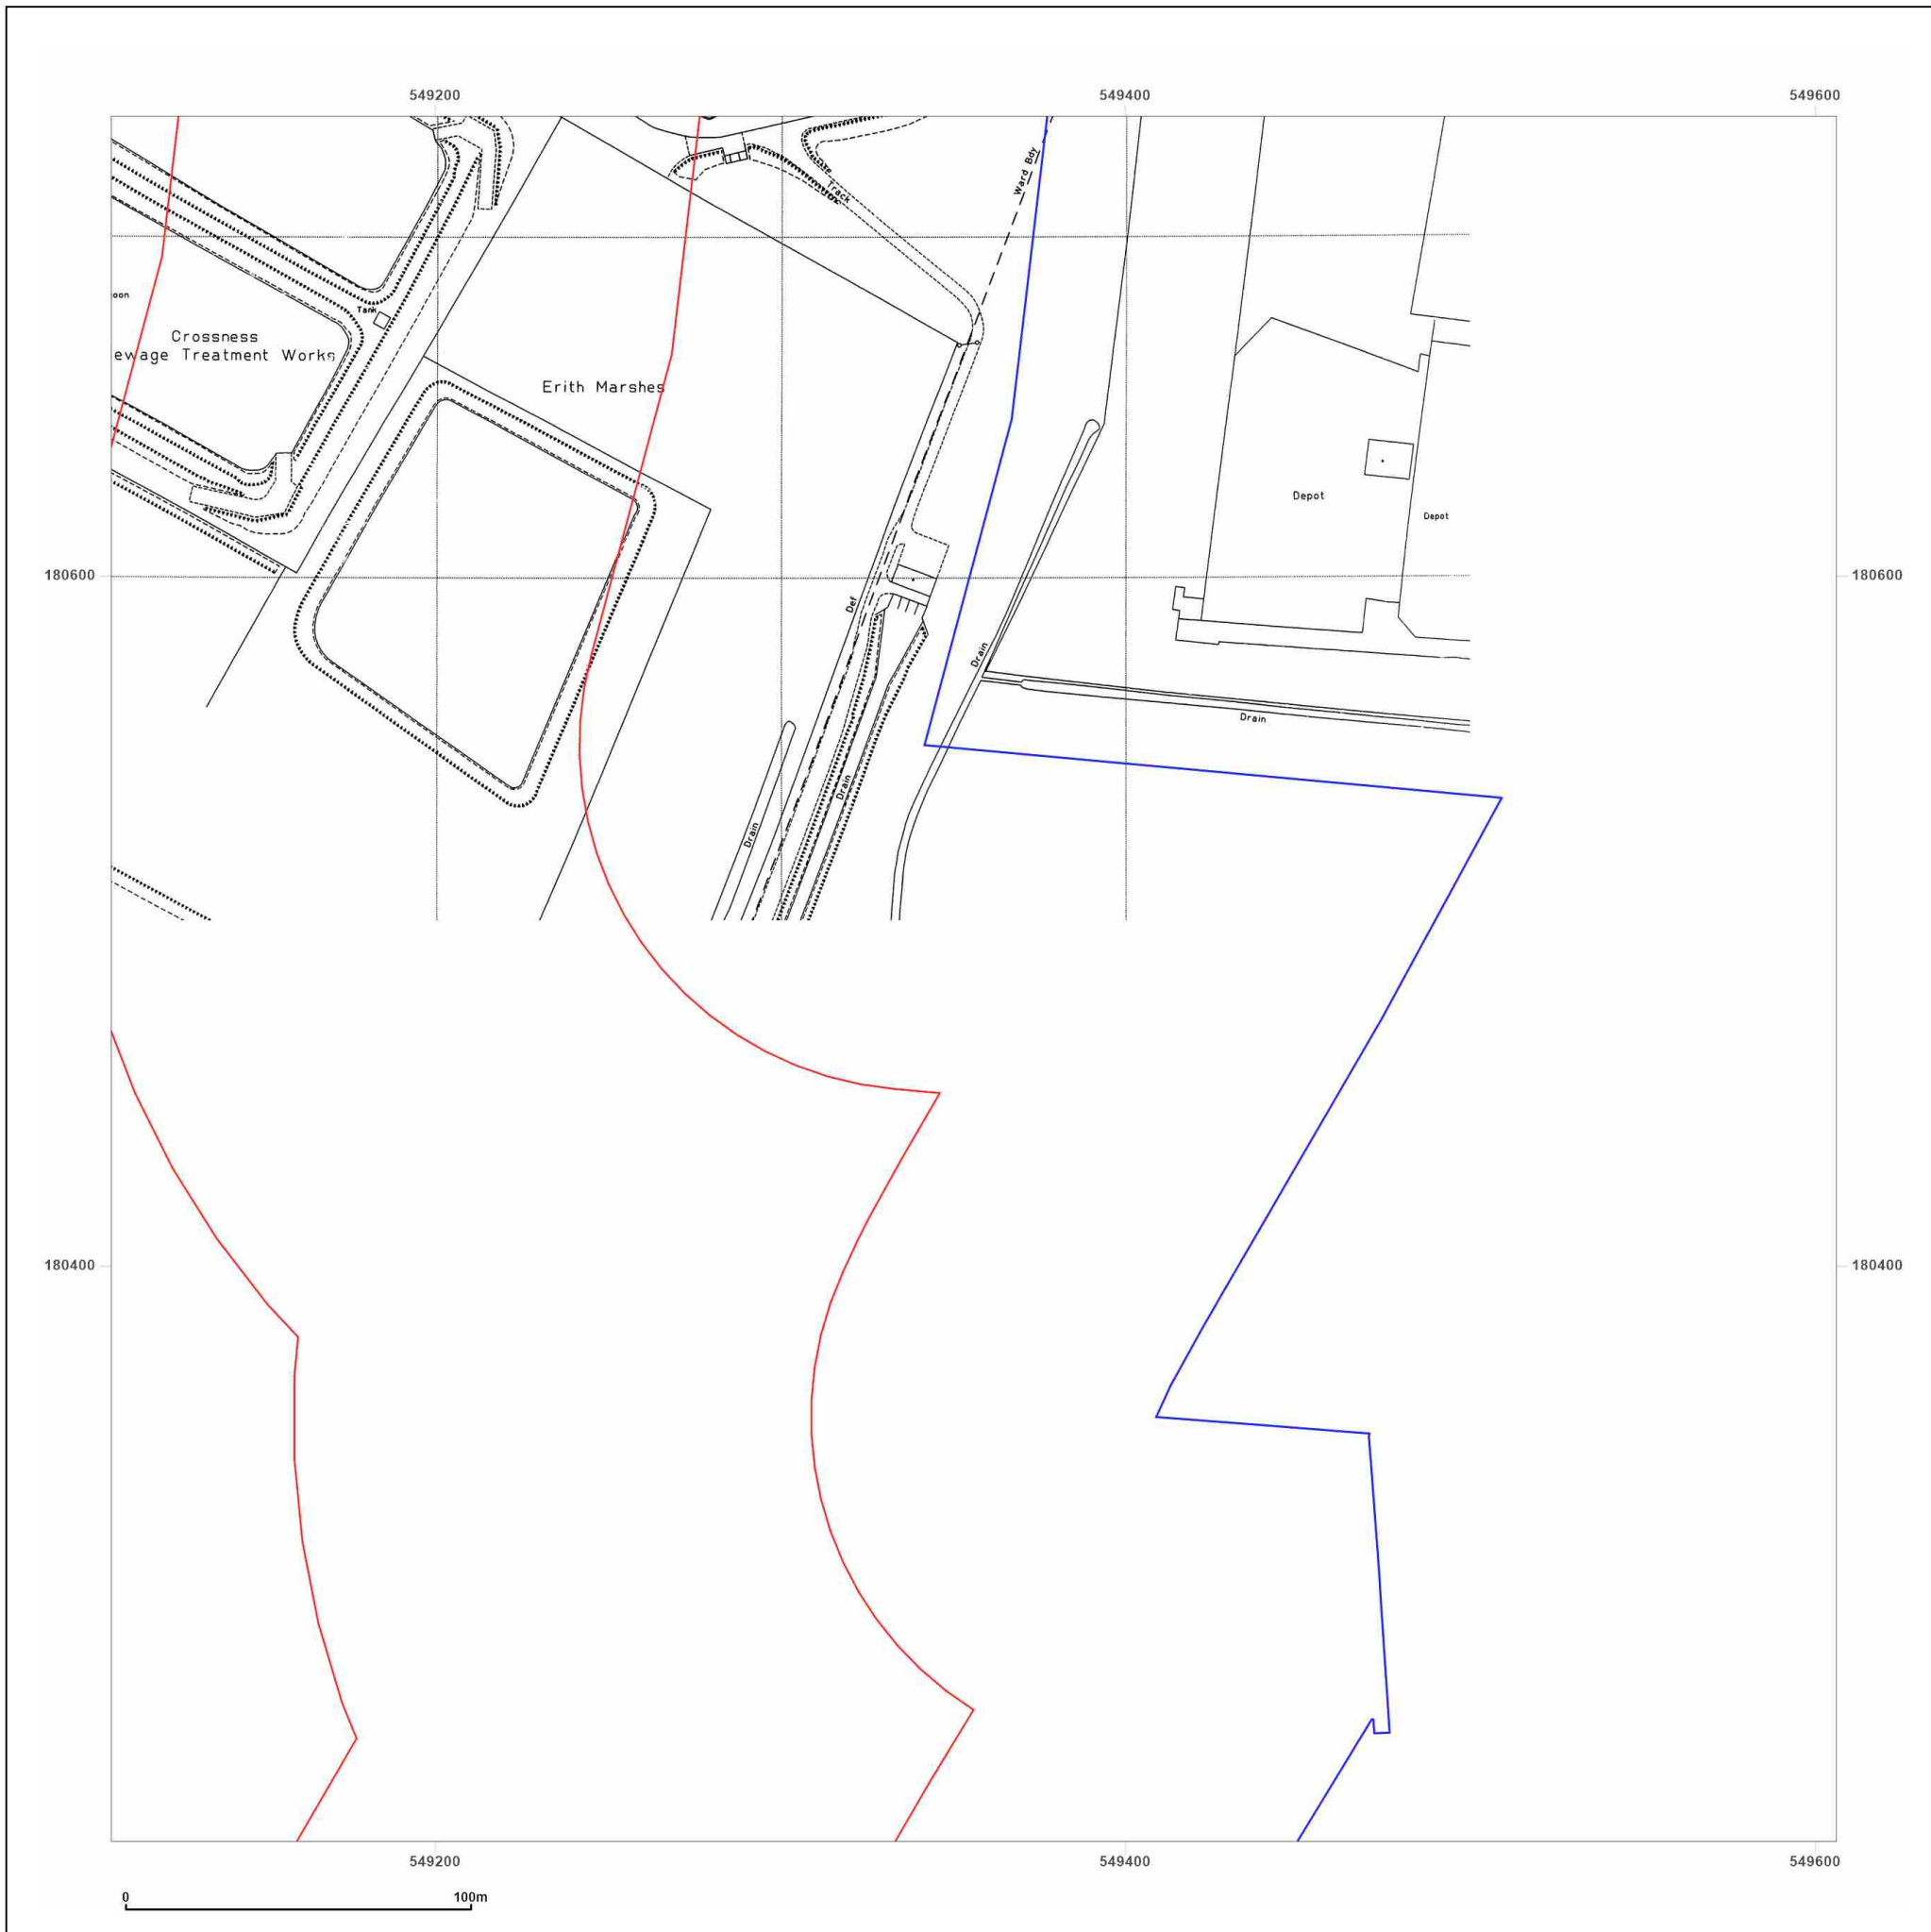 549200
549400
549600
Ward Bdy
Track
oon
Tank
Crossness
ewage Treatment Works
Erith Marshes
Depot
Depot
180600
180600
Def
Drain
Drain
Drain
Drain
180400
180400
549200
549400
549600
0
100m